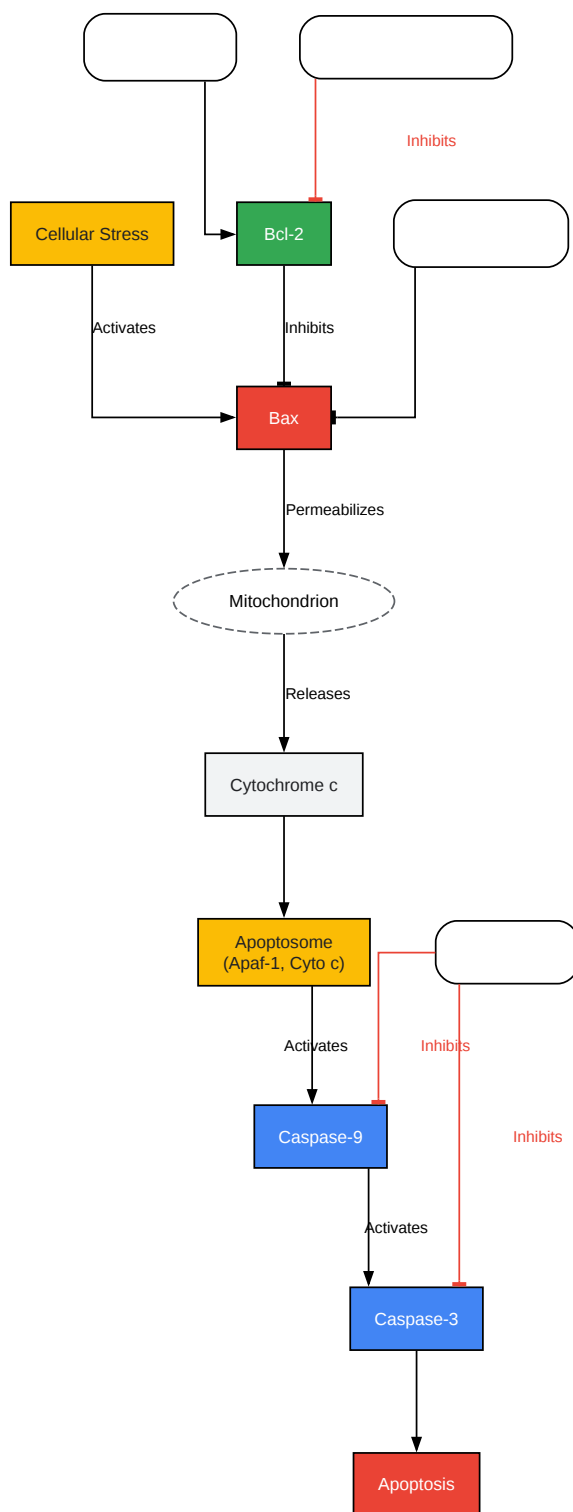 Inhibits
Cellular Stress
Bcl-2
Activates
Inhibits
Bax
Permeabilizes
Mitochondrion
Releases
Cytochrome c
Apoptosome
(Apaf-1, Cyto c)
Activates
Inhibits
Caspase-9
Inhibits
Activates
Caspase-3
Apoptosis